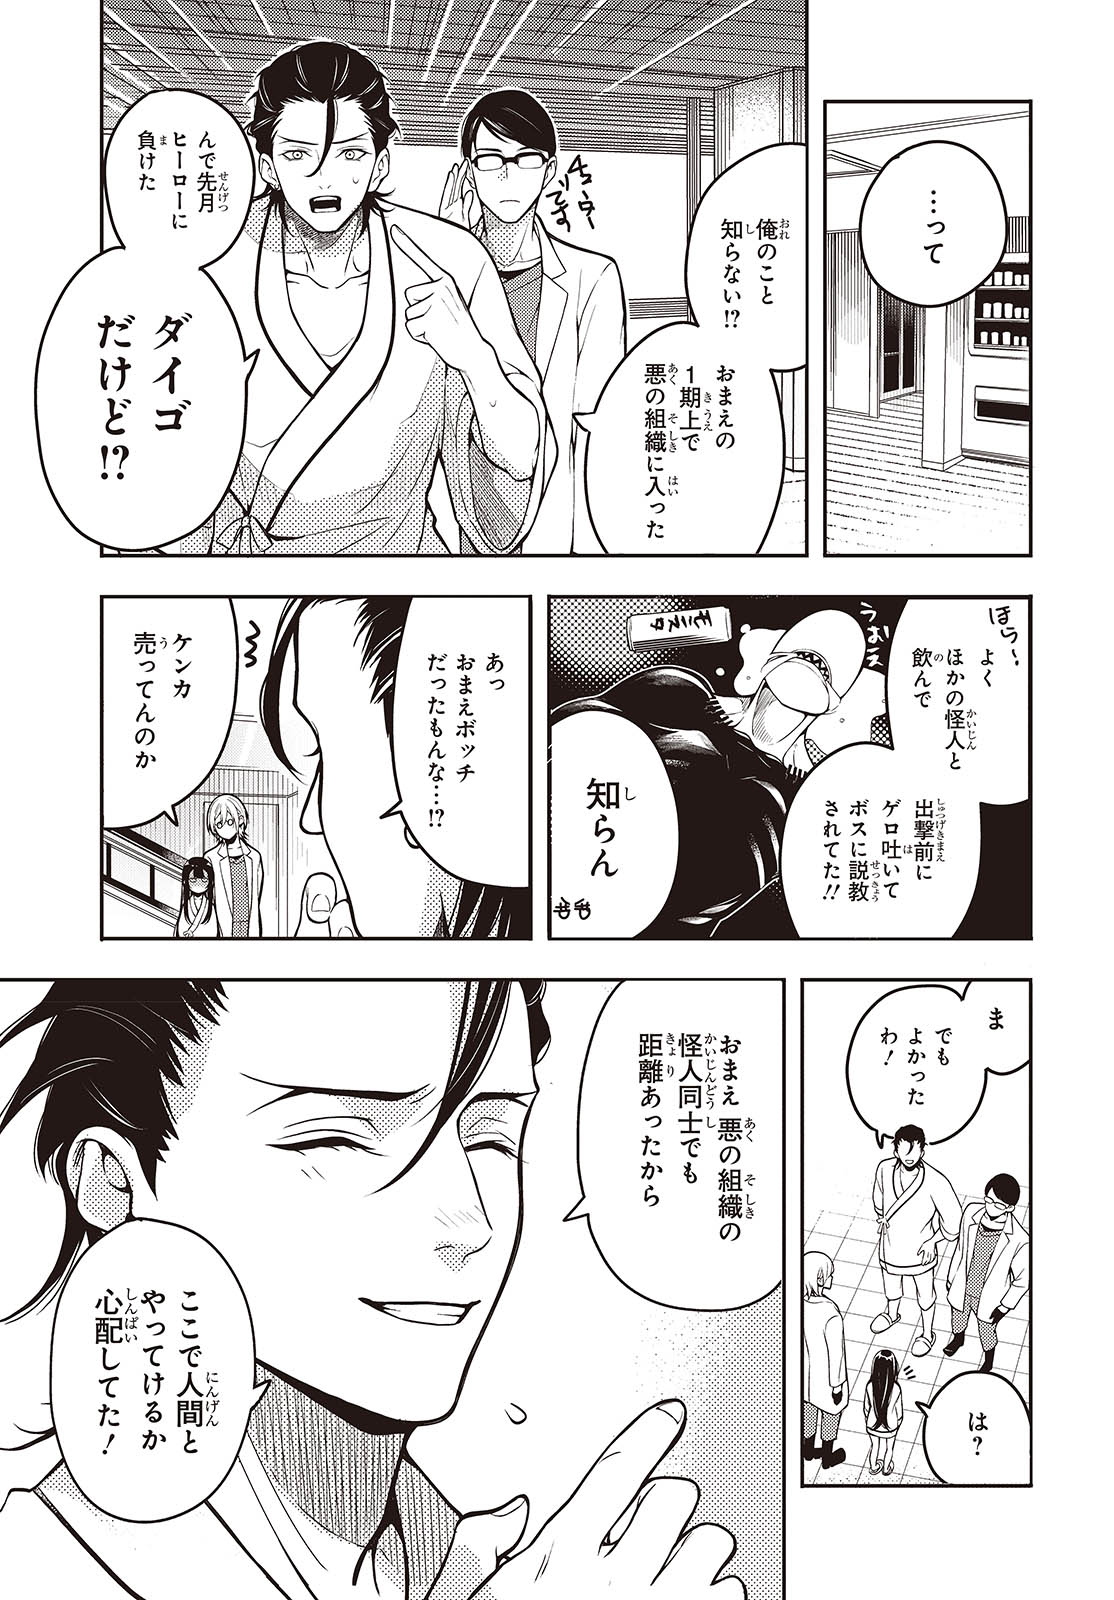 …って
俺のこと
知らない!?
おまえの
1期上で
悪の組織に入った
チューッ
んで先月
ヒーローに
負けた
ダイゴ
だけど!?
ほら〜
よく
ほかの怪人と
飲んで
出撃前に
ゲロ吐いて
ボスに説教
されてた!!
うおえ
知らん
あっ
おまえボッチ
だったもんな…!?
ケンカ
売ってんのか
ま
でも
よかった
わ!
は?
おまえ 悪の組織の
怪人同士でも
距離あったから
ここで人間と
やってけるか
心配してた!